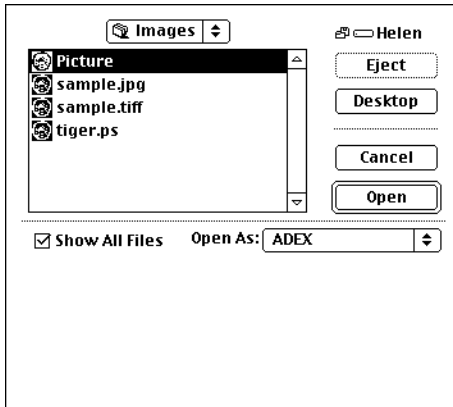 Images
Helen
Picture
sample.jpg
sample.tiff
tiger.ps
Eject
Desktop
Cancel
Open
Show All Files
Open As: ADEX